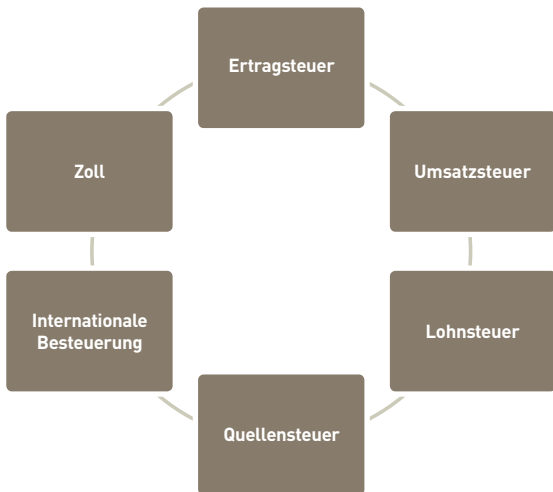 Ertragsteuer
Umsatzsteuer
Lohnsteuer
Quellensteuer
Internationale
Besteuerung
Zoll